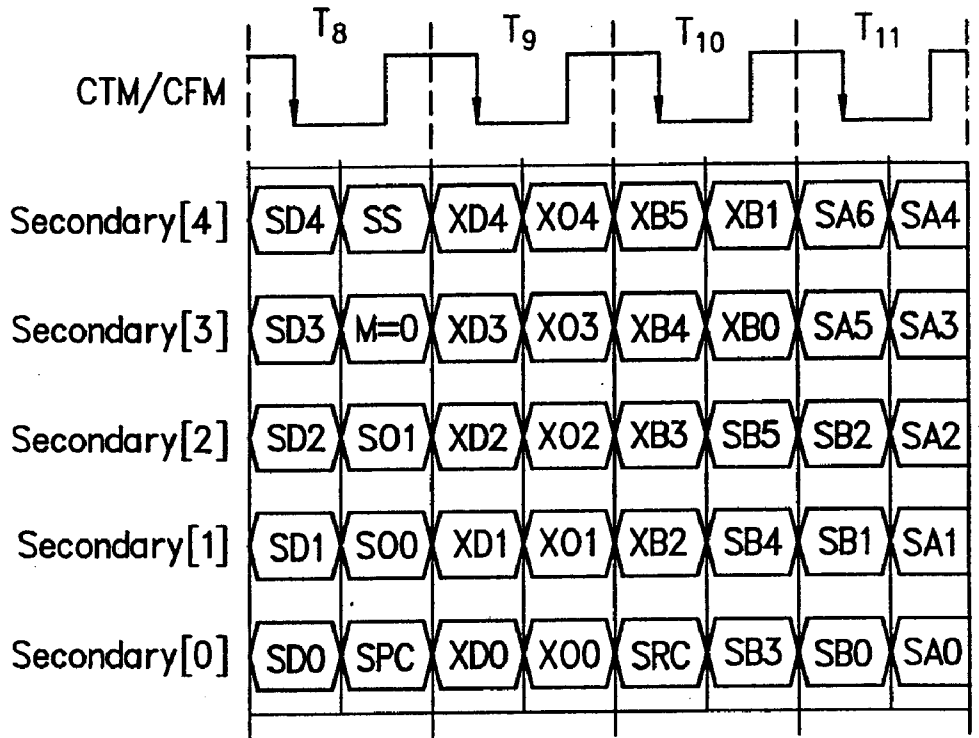 T8 T9 T10 T11
CTM/CFM
Secondary[4] SD4 SS XD4 XO4 XB5 XB1 SA6 SA4
Secondary[3] SD3 M=0 XD3 XO3 XB4 XB0 SA5 SA3
Secondary[2] SD2 SO1 XD2 XO2 XB3 SB5 SB2 SA2
Secondary[1] SD1 SO0 XD1 XO1 XB2 SB4 SB1 SA1
Secondary[0] SD0 SPC XD0 XO0 SRC SB3 SB0 SA0